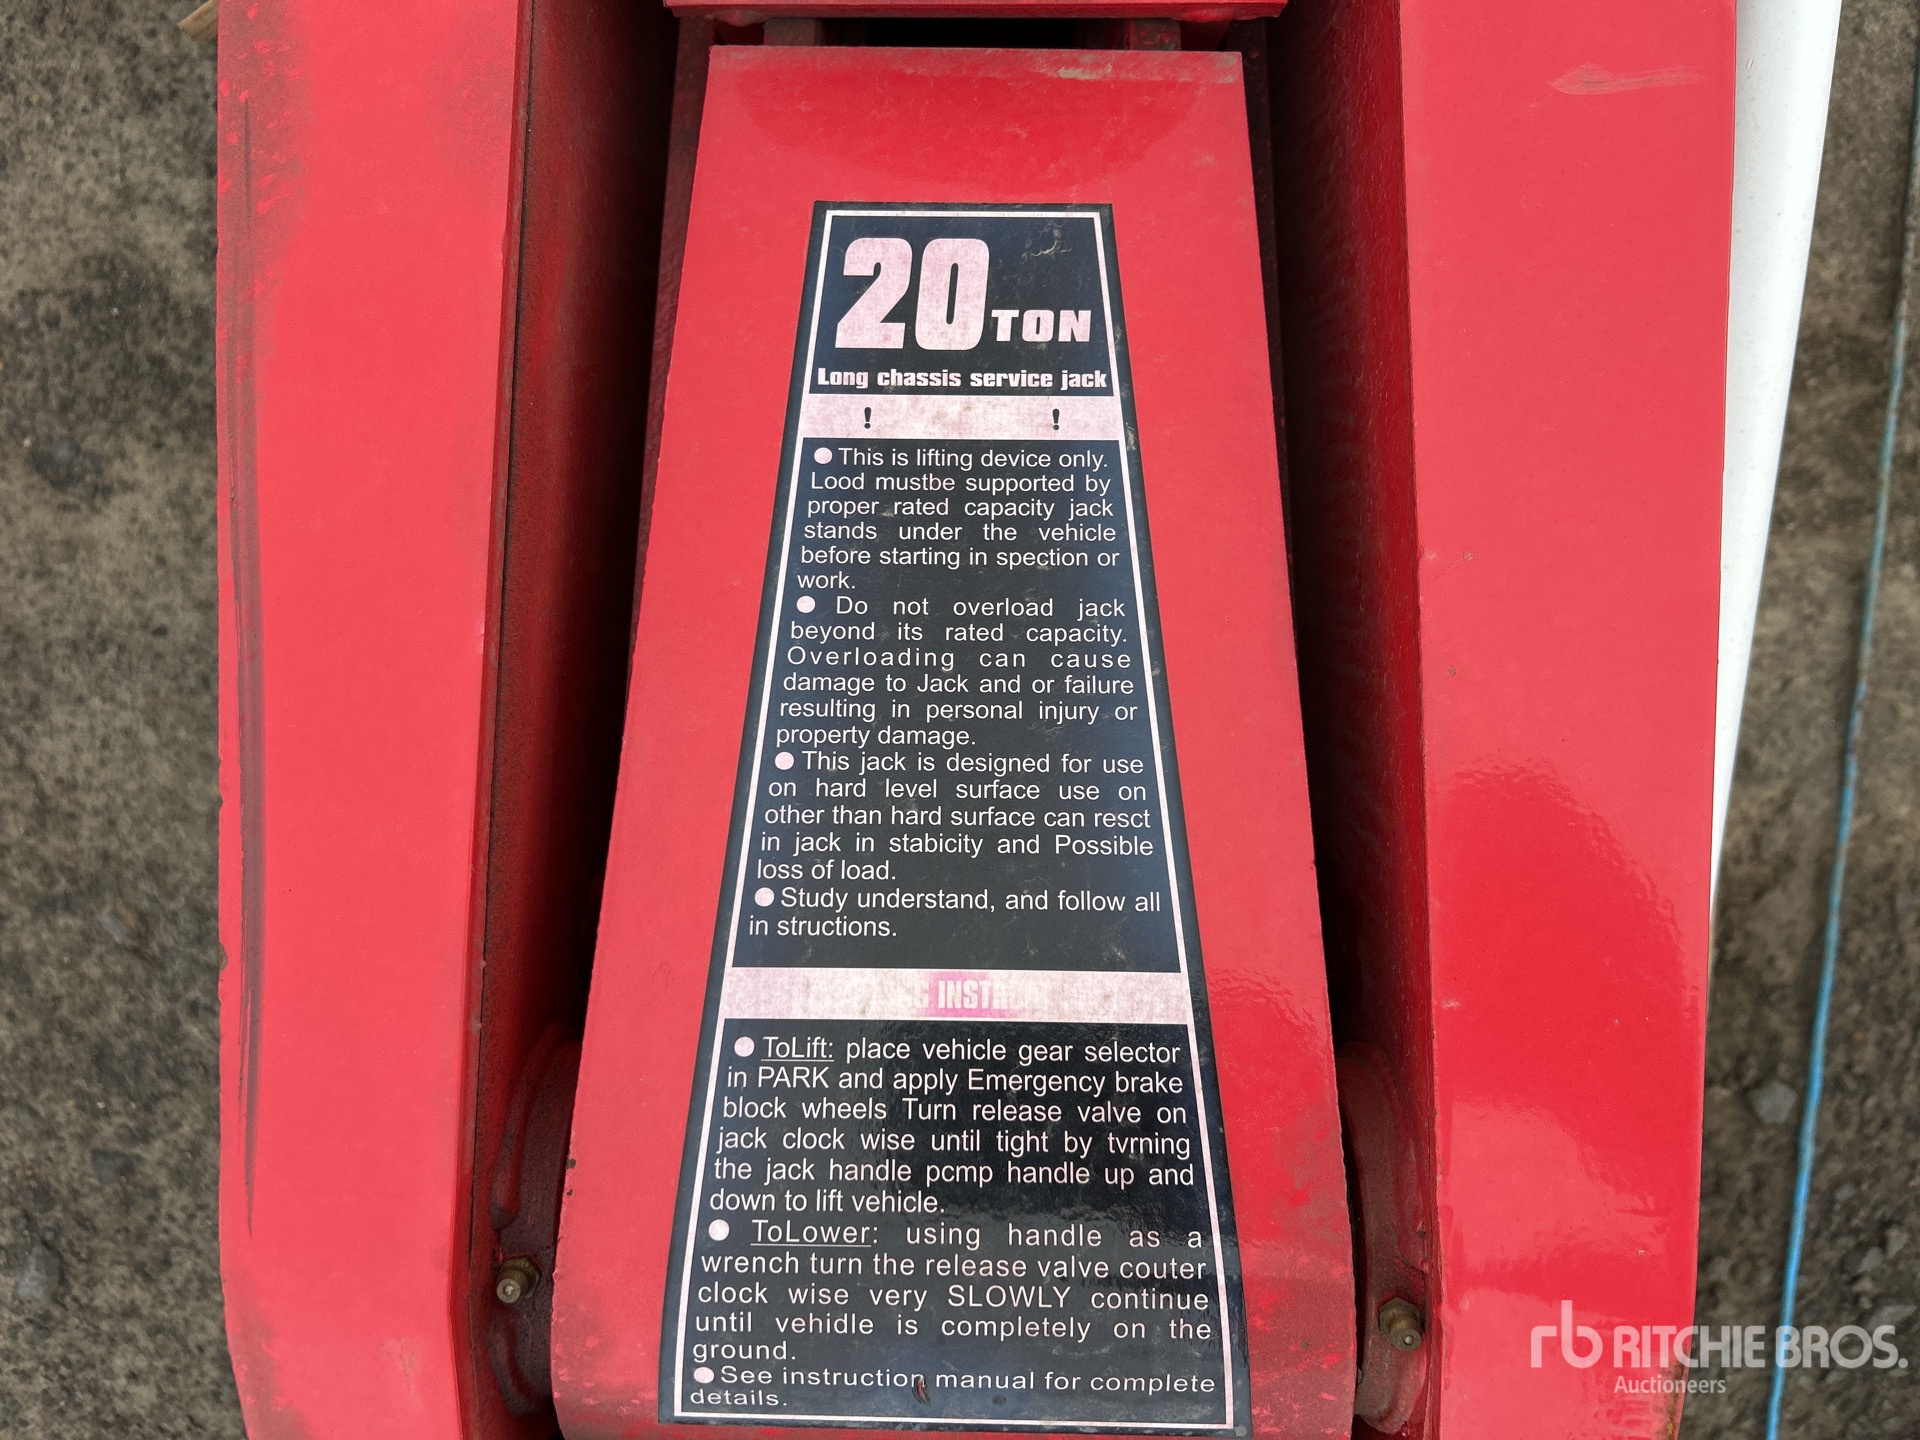 20 TON
Long chassis service jack
! !
● This is lifting device only.
Lood mustbe supported by
proper rated capacity jack
stands under the vehicle
before starting in spection or
work.
● Do not overload jack
beyond its rated capacity.
Overloading can cause
damage to Jack and or failure
resulting in personal injury or
property damage.
● This jack is designed for use
on hard level surface use on
other than hard surface can resct
in jack in stabicity and Possible
loss of load.
● Study understand, and follow all
in structions.
● ToLift: place vehicle gear selector
in PARK and apply Emergency brake
block wheels Turn release valve on
jack clock wise until tight by tvrning
the jack handle pcmp handle up and
down to lift vehicle.
● ToLower: using handle as a
wrench turn the release valve couter
clock wise very SLOWLY continue
until vehidle is completely on the
ground.
● See instruction manual for complete
details.
rb RITCHIE BROS.
Auctioneers